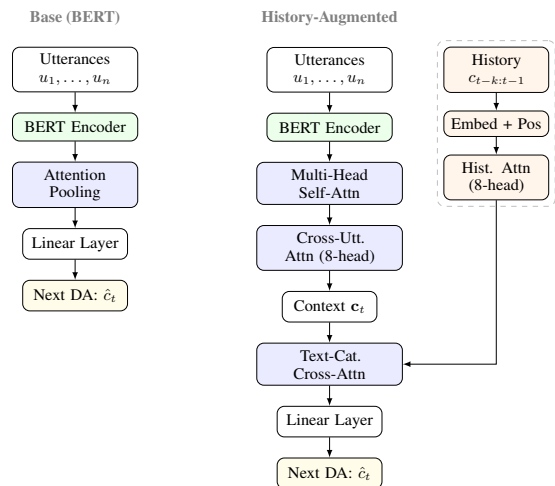 Base (BERT)
Utterances
u₁, . . . , uₙ
BERT Encoder
Attention
Pooling
Linear Layer
Next DA: ĉₜ
History-Augmented
Utterances
u₁, . . . , uₙ
BERT Encoder
Multi-Head
Self-Attn
Cross-Utt.
Attn (8-head)
Context cₜ
Text-Cat.
Cross-Attn
Linear Layer
Next DA: ĉₜ
History
c_{t−k:t−1}
Embed + Pos
Hist. Attn
(8-head)